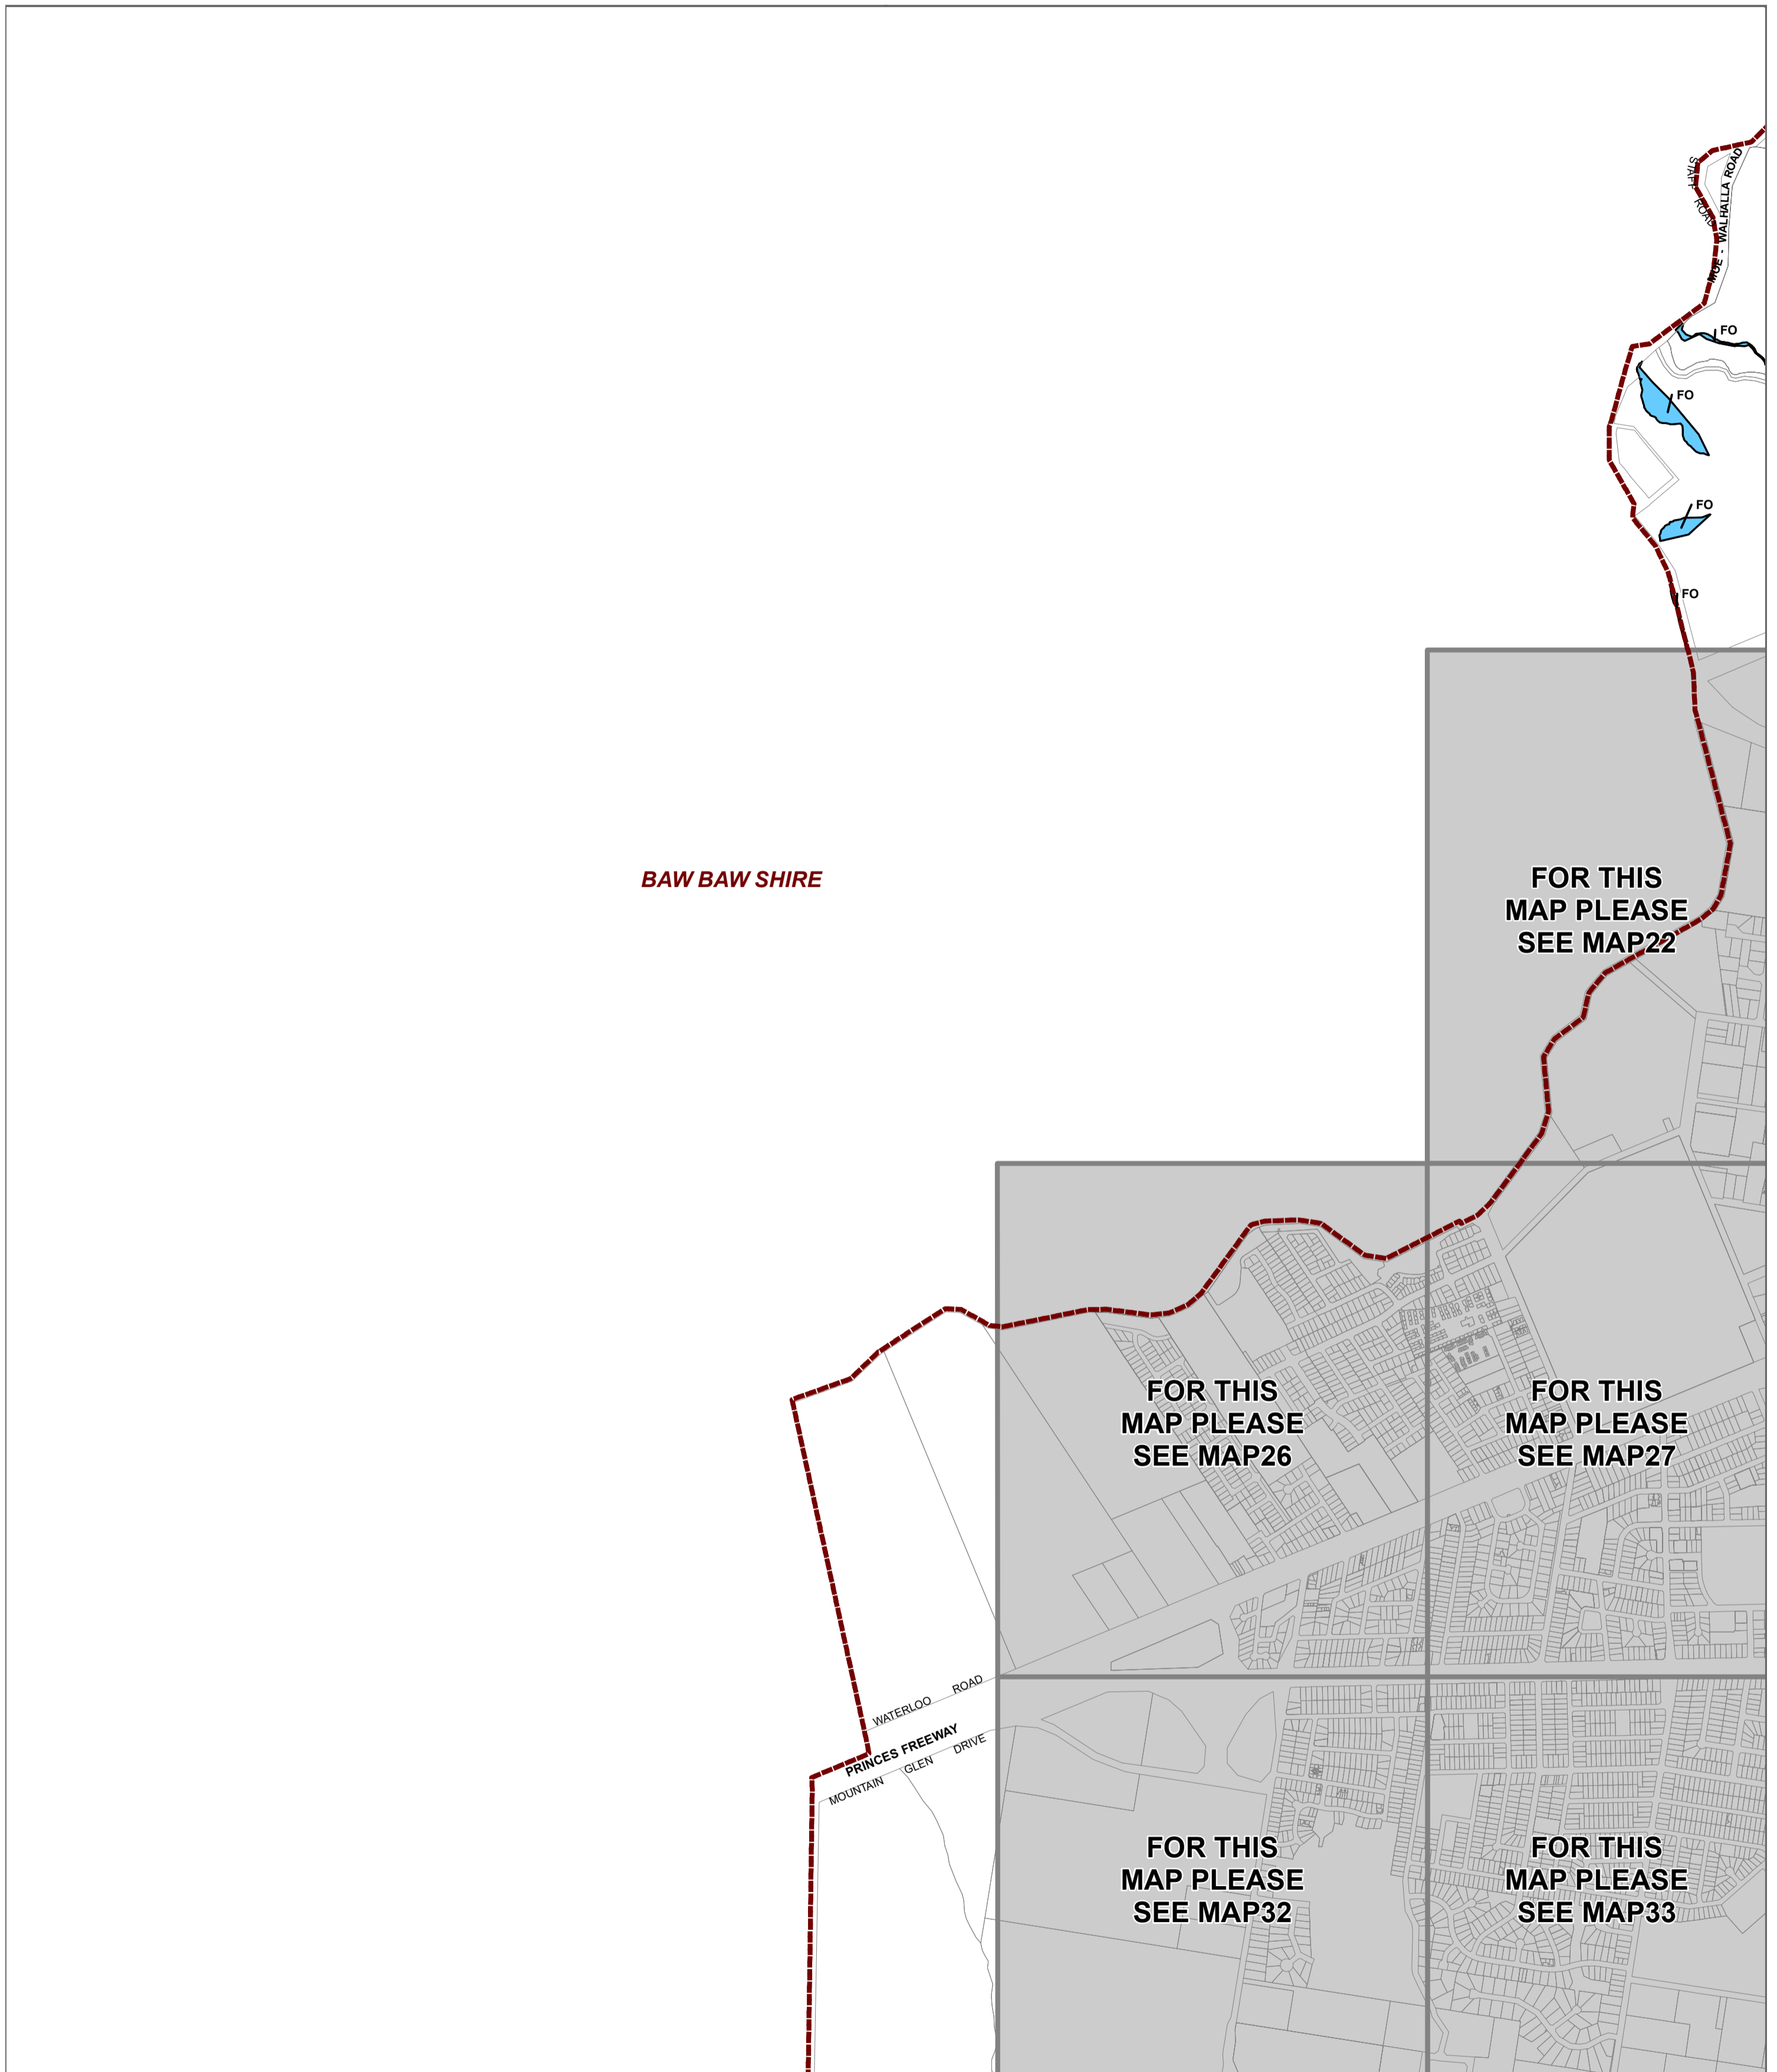 STAFF ROAD
MOE - WALHALLA ROAD
FO
FO
FO
FO
BAW BAW SHIRE
FOR THIS
MAP PLEASE
SEE MAP22
FOR THIS
MAP PLEASE
SEE MAP26
FOR THIS
MAP PLEASE
SEE MAP27
WATERLOO ROAD
PRINCES FREEWAY
MOUNTAIN GLEN DRIVE
FOR THIS
MAP PLEASE
SEE MAP32
FOR THIS
MAP PLEASE
SEE MAP33